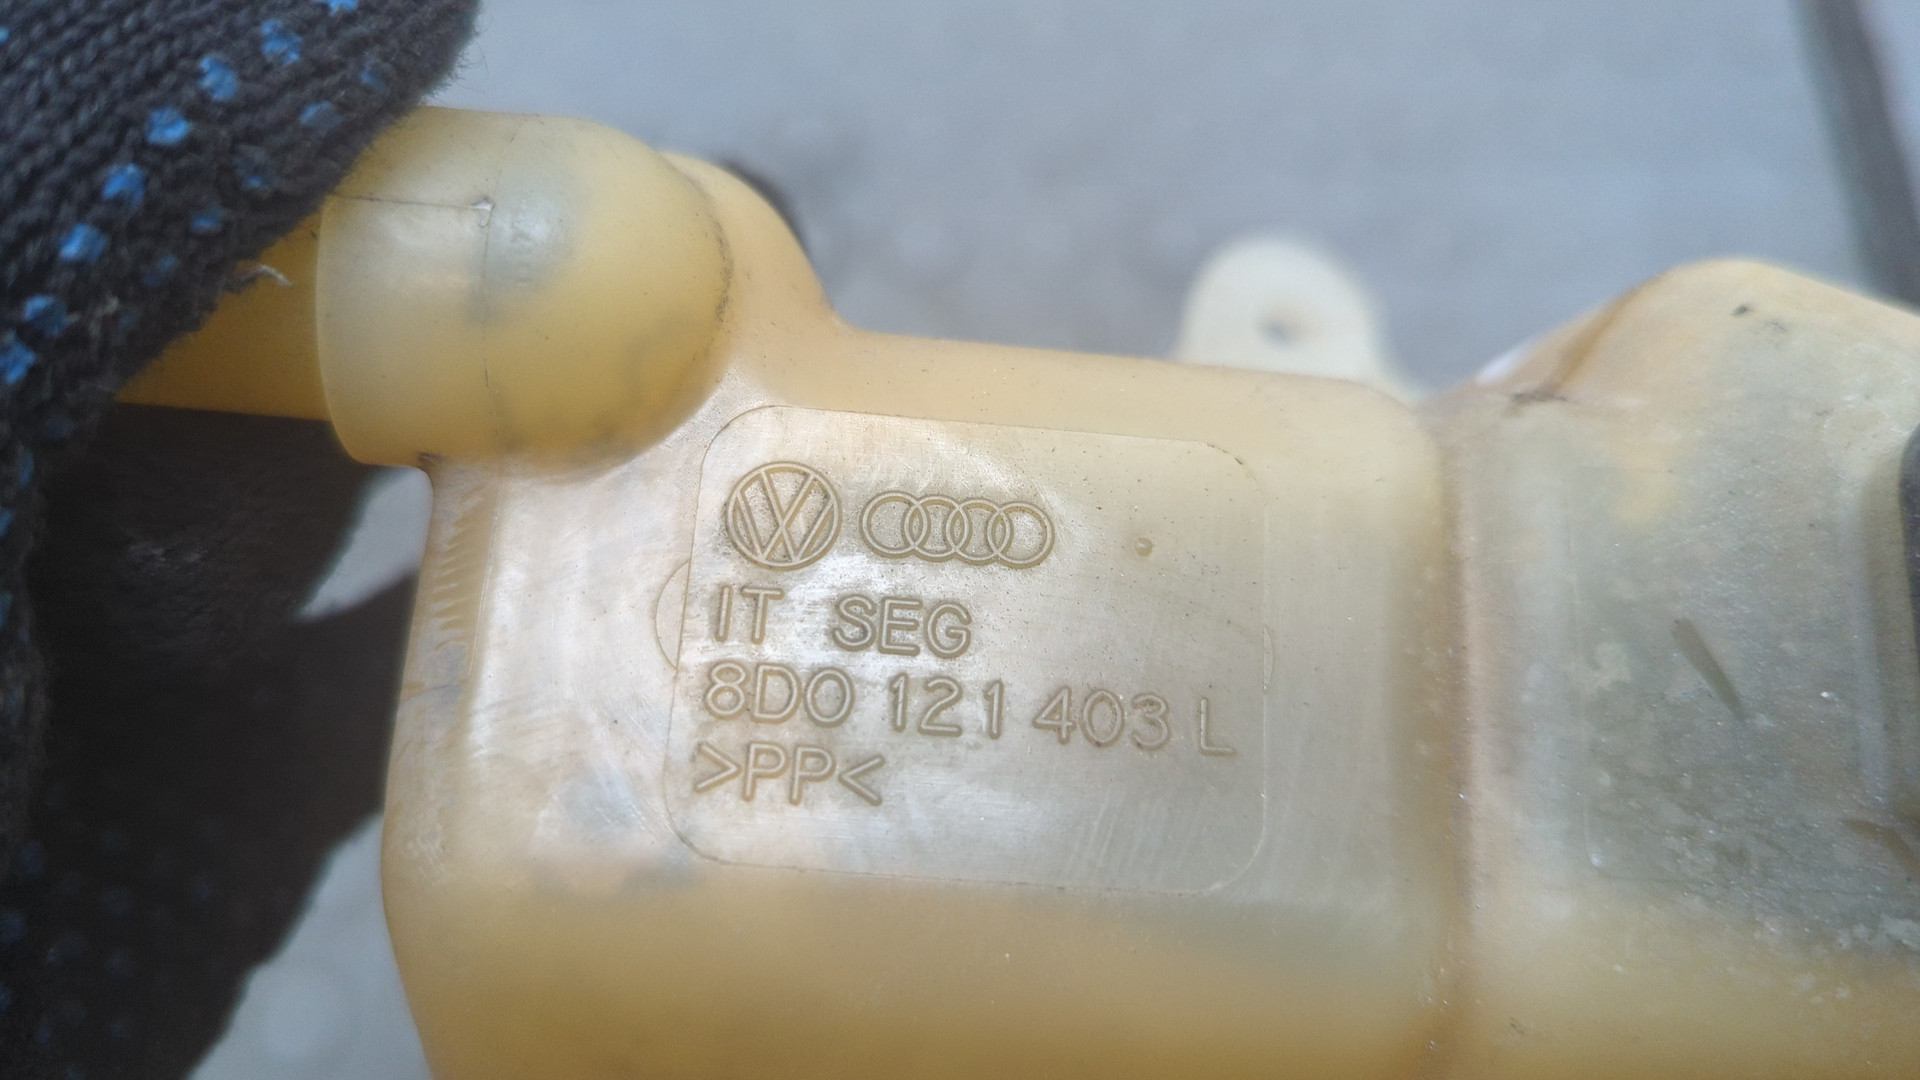 IT SEG
8D0 121 403 L
>PP<